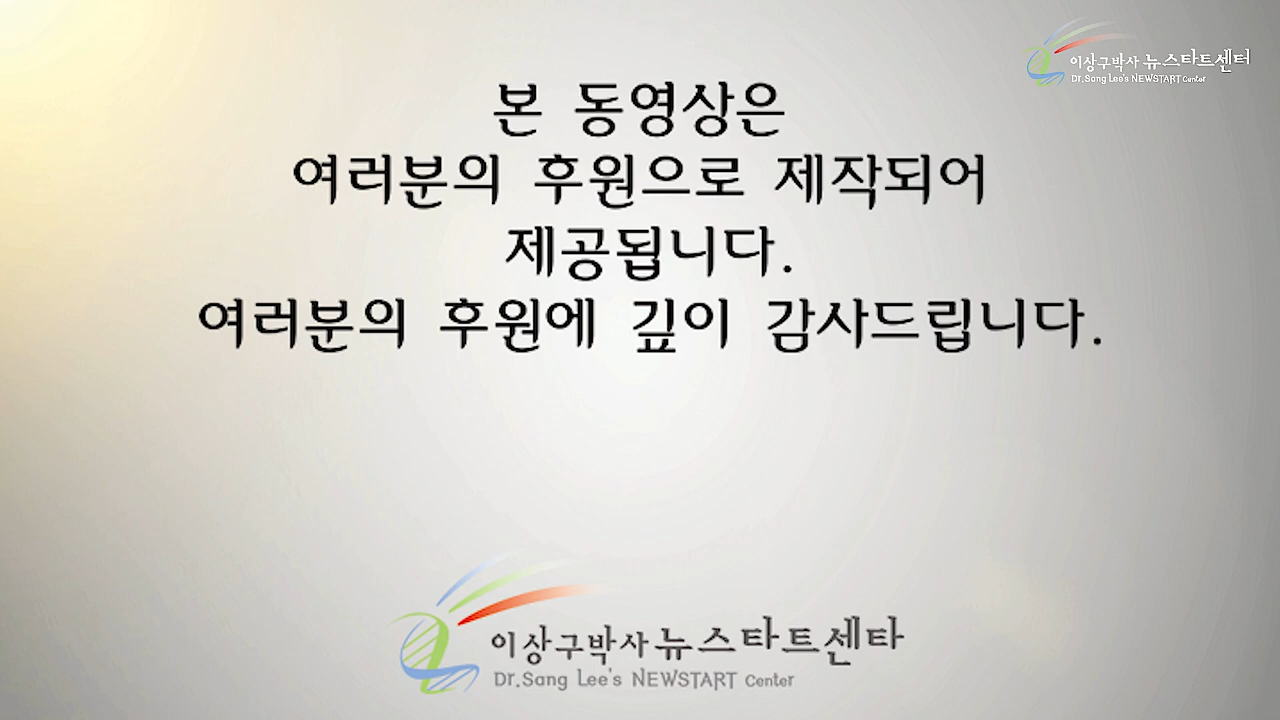 이상구박사 뉴스타트센터
Dr.Sang Lee's NEWSTART Center
본 동영상은
여러분의 후원으로 제작되어
제공됩니다.
여러분의 후원에 깊이 감사드립니다.
이상구박사 뉴스타트센타
Dr.Sang Lee's NEWSTART Center